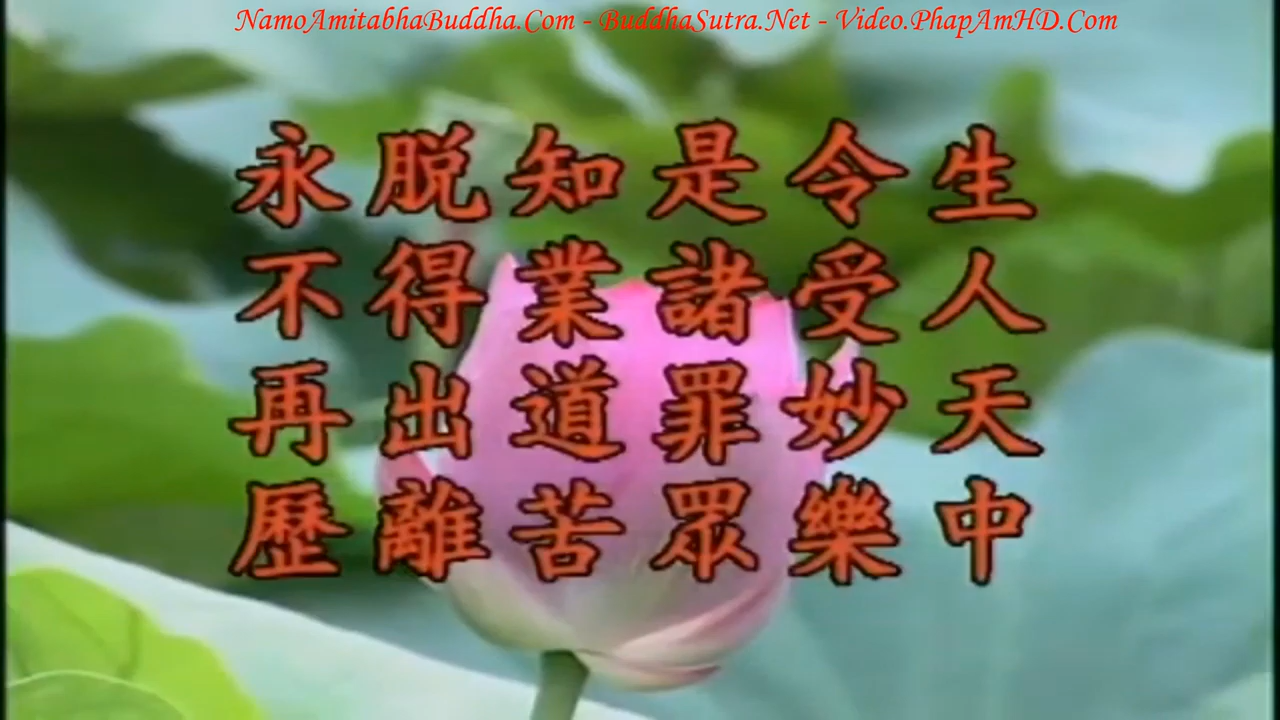 NamoAmitabhaBuddha.Com - BuddhaSutra.Net - Video.PhapAmHD.Com
生人天中
令受妙樂
是諸罪眾
知業道苦
脫得出離
永不再歷